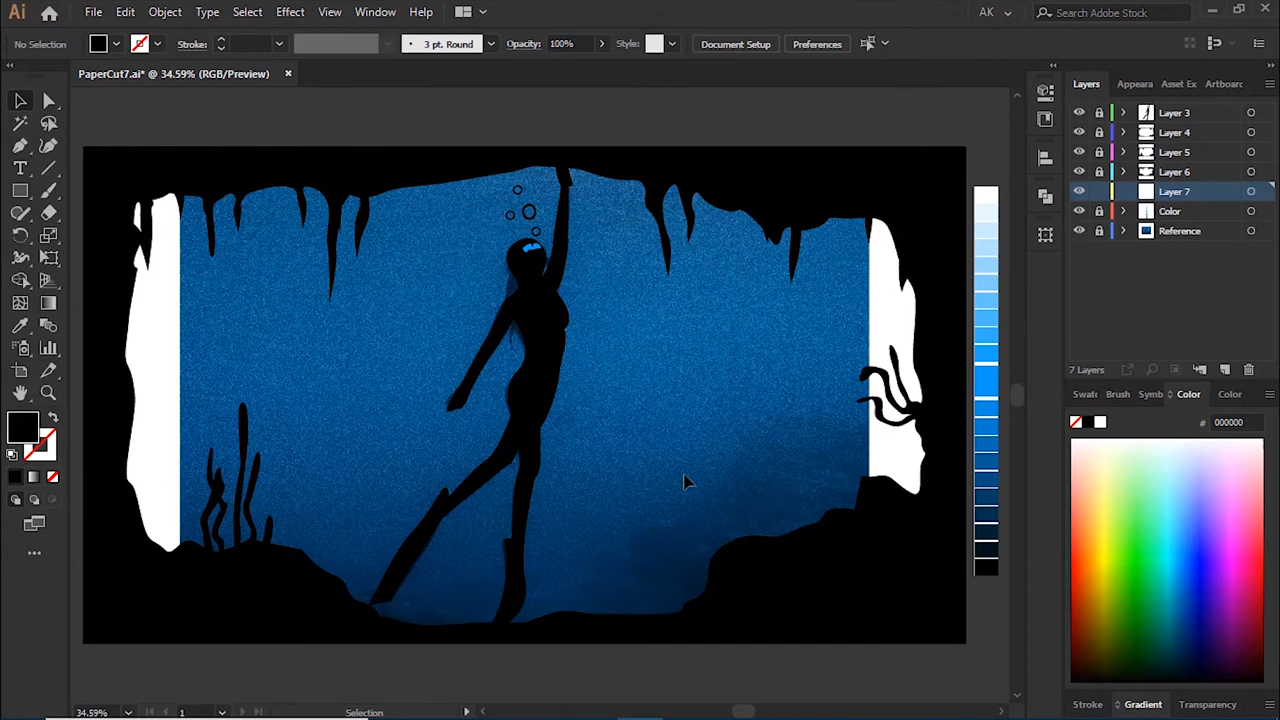 Ai File Edit Object Type Select Effect View Window Help AK Search Adobe Stock
No Selection Stroke: 3 pt. Round Opacity: 100% Style: Document Setup Preferences
PaperCut7.ai* @ 34.59% (RGB/Preview)
Layers Appeara Asset Ex Artboarc
Layer 3
Layer 4
Layer 5
Layer 6
Layer 7
Color
Reference
7 Layers
Swatc Brush Symb Color Color
# 000000
Stroke Gradient Transparency
34.59% 1 Selection